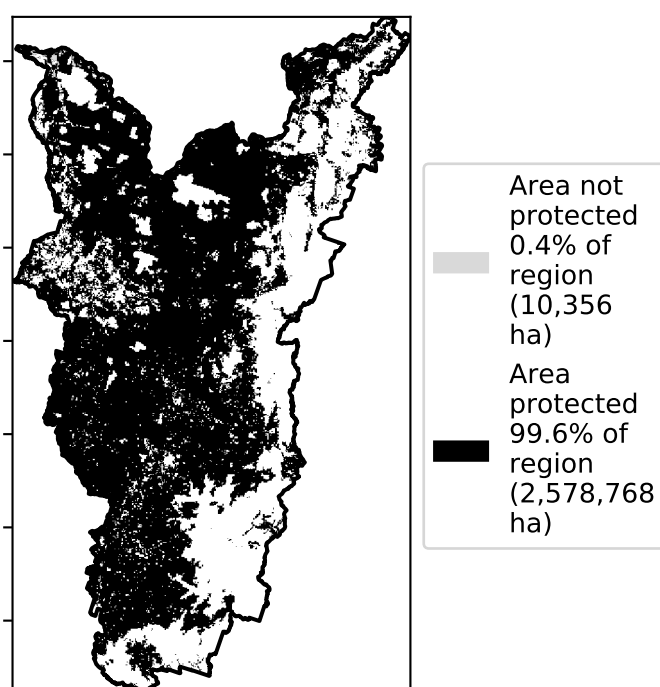 Area not
protected
0.4% of
region
(10,356
ha)
Area
protected
99.6% of
region
(2,578,768
ha)